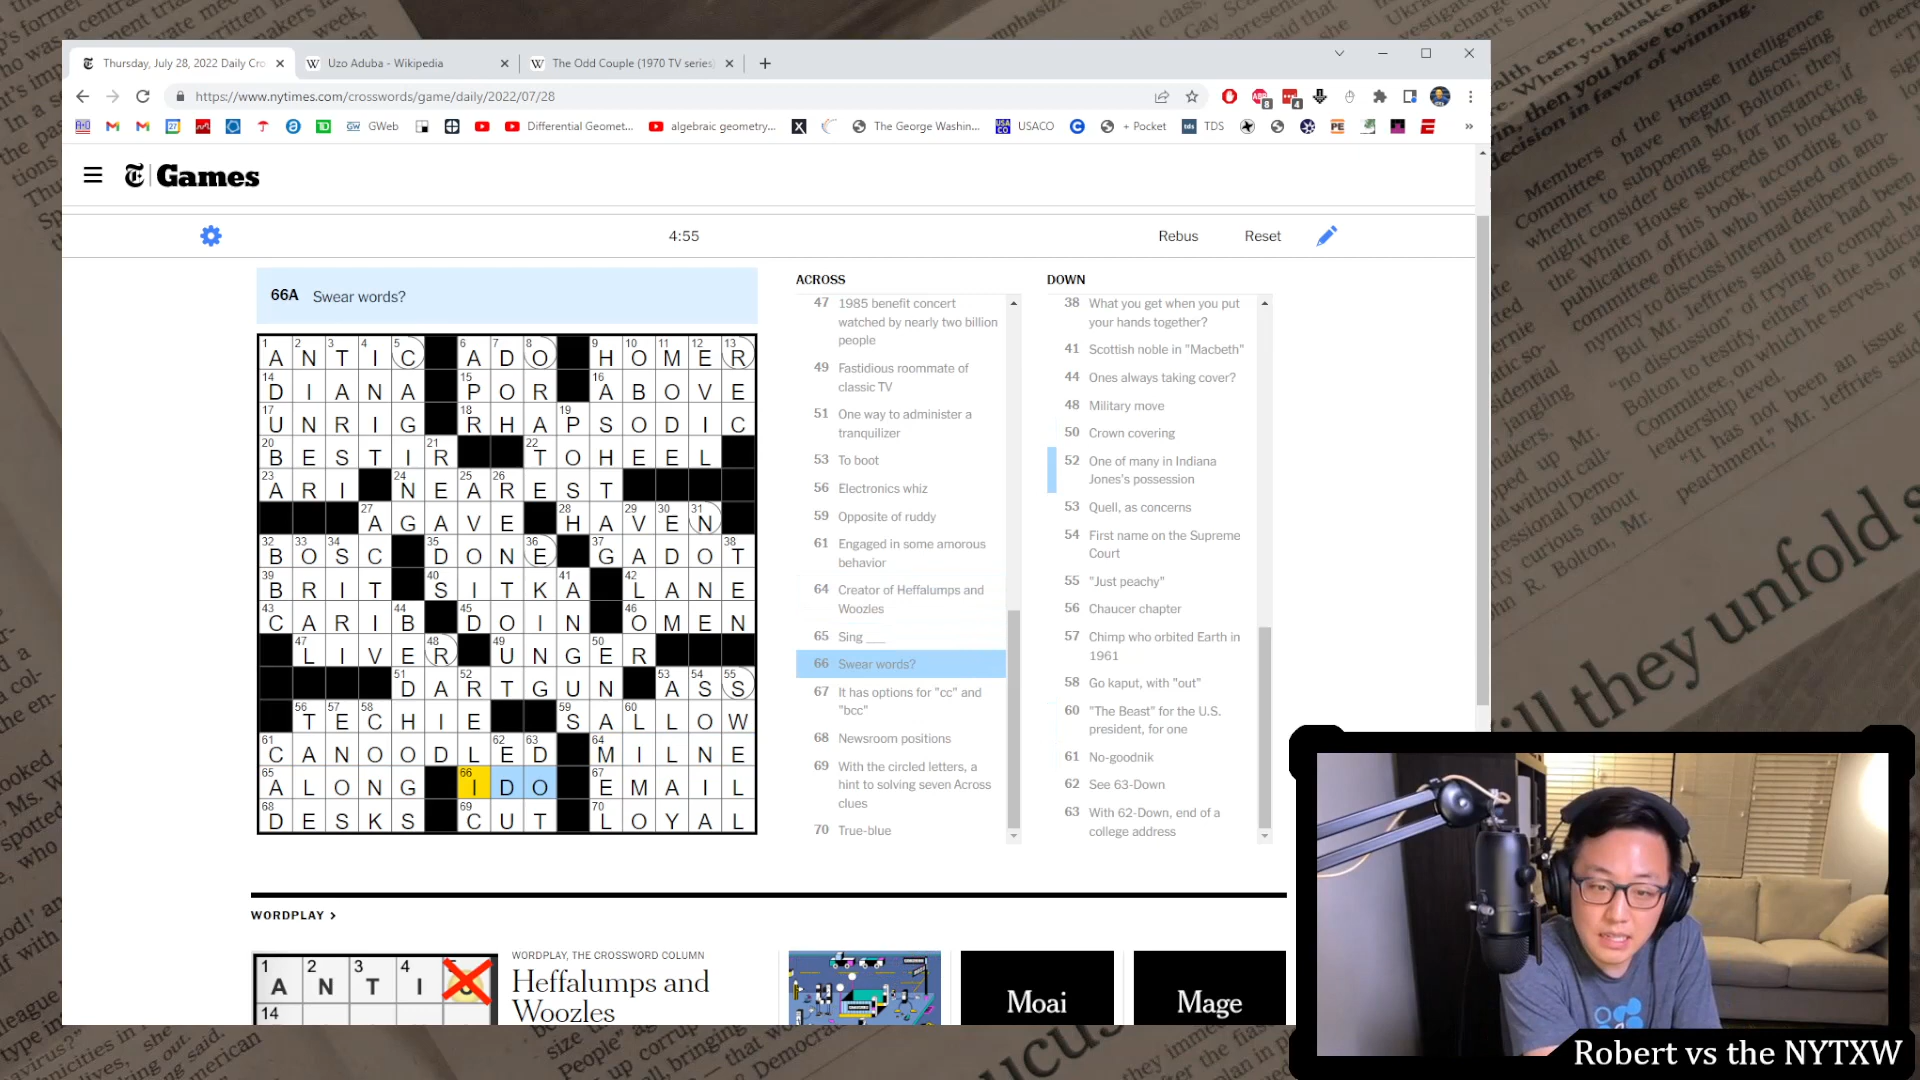 Thursday, July 28, 2022 Daily Cro
Uzo Aduba - Wikipedia
The Odd Couple (1970 TV series)
https://www.nytimes.com/crosswords/game/daily/2022/07/28
GWeb
Differential Geomet...
algebraic geometry...
The George Washin...
USACO
+ Pocket
TDS
Games
4:55
Rebus
Reset
66A Swear words?
ANTIC ADO HOMER
DIANA POR ABOVE
UNRIG RHAPSODIC
BESTIR TOHEEL
ARI NEAREST
AGAVE HAVEN
BOSC DONE GADOT
BRIT SITKA LANE
CARIB DOIN OMEN
LIVER UNGER
DARTGUN ASS
TECHIE SALLOW
CANOODLED MILNE
ALONG IDO EMAIL
DESKS CUT LOYAL
ACROSS
47 1985 benefit concert
watched by nearly two billion
people
49 Fastidious roommate of
classic TV
51 One way to administer a
tranquilizer
53 To boot
56 Electronics whiz
59 Opposite of ruddy
61 Engaged in some amorous
behavior
64 Creator of Heffalumps and
Woozles
65 Sing ___
66 Swear words?
67 It has options for "cc" and
"bcc"
68 Newsroom positions
69 With the circled letters, a
hint to solving seven Across
clues
70 True-blue
DOWN
38 What you get when you put
your hands together?
41 Scottish noble in "Macbeth"
44 Ones always taking cover?
48 Military move
50 Crown covering
52 One of many in Indiana
Jones's possession
53 Quell, as concerns
54 First name on the Supreme
Court
55 "Just peachy"
56 Chaucer chapter
57 Chimp who orbited Earth in
1961
58 Go kaput, with "out"
60 "The Beast" for the U.S.
president, for one
61 No-goodnik
62 See 63-Down
63 With 62-Down, end of a
college address
WORDPLAY >
1 2 3 4
A N T I
14
WORDPLAY, THE CROSSWORD COLUMN
Heffalumps and
Woozles
Moai
Mage
Robert vs the NYTXW